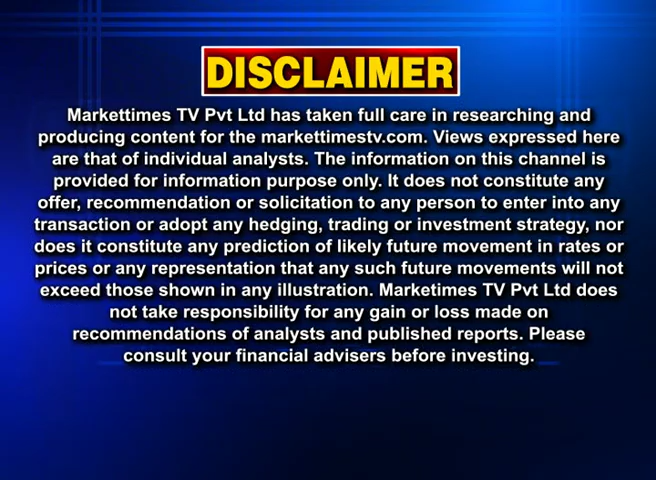 DISCLAIMER
Markettimes TV Pvt Ltd has taken full care in researching and
producing content for the markettimestv.com. Views expressed here
are that of individual analysts. The information on this channel is
provided for information purpose only. It does not constitute any
offer, recommendation or solicitation to any person to enter into any
transaction or adopt any hedging, trading or investment strategy, nor
does it constitute any prediction of likely future movement in rates or
prices or any representation that any such future movements will not
exceed those shown in any illustration. Marketimes TV Pvt Ltd does
not take responsibility for any gain or loss made on
recommendations of analysts and published reports. Please
consult your financial advisers before investing.